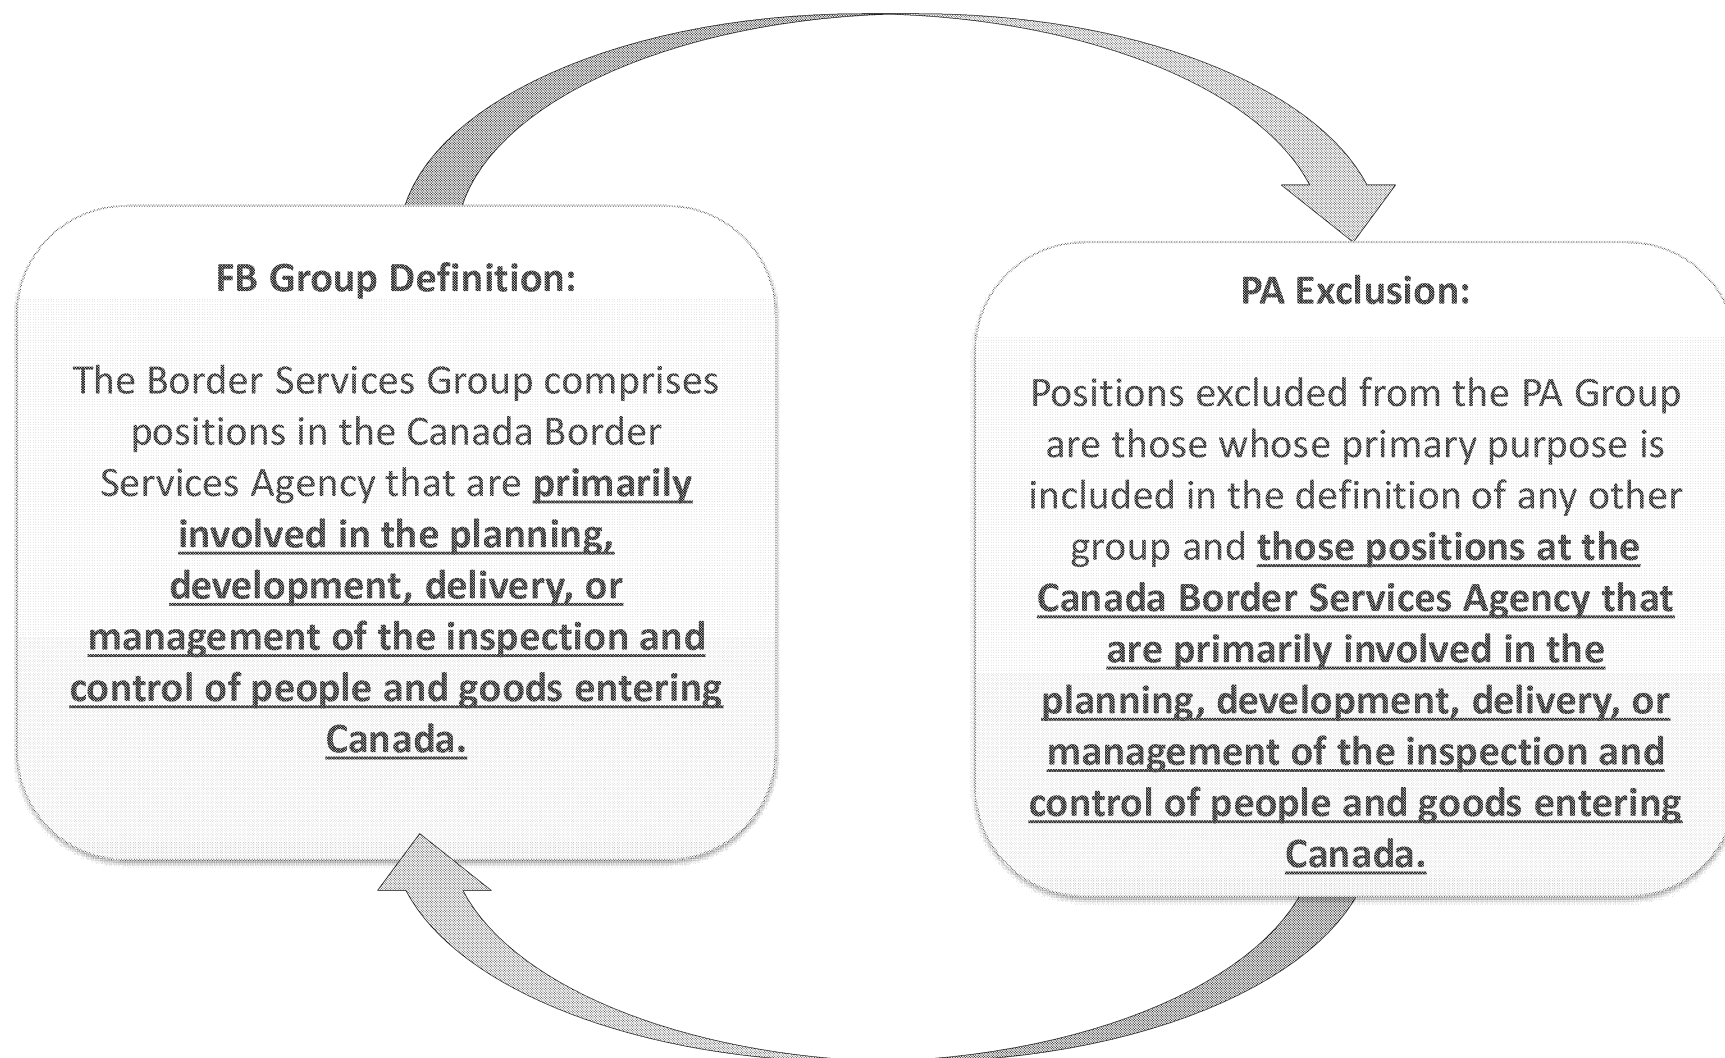 FB Group Definition:
The Border Services Group comprises
positions in the Canada Border
Services Agency that are primarily
involved in the planning,
development, delivery, or
management of the inspection and
control of people and goods entering
Canada.
PA Exclusion:
Positions excluded from the PA Group
are those whose primary purpose is
included in the definition of any other
group and those positions at the
Canada Border Services Agency that
are primarily involved in the
planning, development, delivery, or
management of the inspection and
control of people and goods entering
Canada.